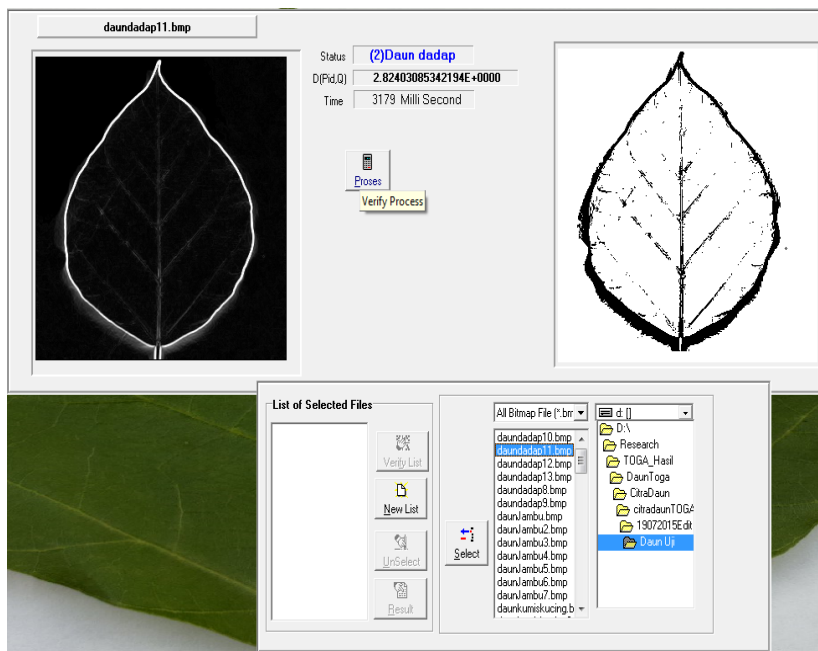 daundadap11.bmp
Status (2)Daun dadap
D(Pid,Q) 2.82403085342194E+0000
Time 3179 Milli Second
Proses
Verify Process
List of Selected Files
Verify List
New List
UnSelect
Result
Select
All Bitmap File (*.bm
daundadap10.bmp
daundadap11.bmp
daundadap12.bmp
daundadap13.bmp
daundadap8.bmp
daundadap9.bmp
daunJambu.bmp
daunJambu2.bmp
daunJambu3.bmp
daunJambu4.bmp
daunJambu5.bmp
daunJambu6.bmp
daunJambu7.bmp
daunkumiskucing.b
d: []
D:\
Research
TOGA_Hasil
DaunToga
CitraDaun
citradaunTOGA
19072015Edit
Daun Uji